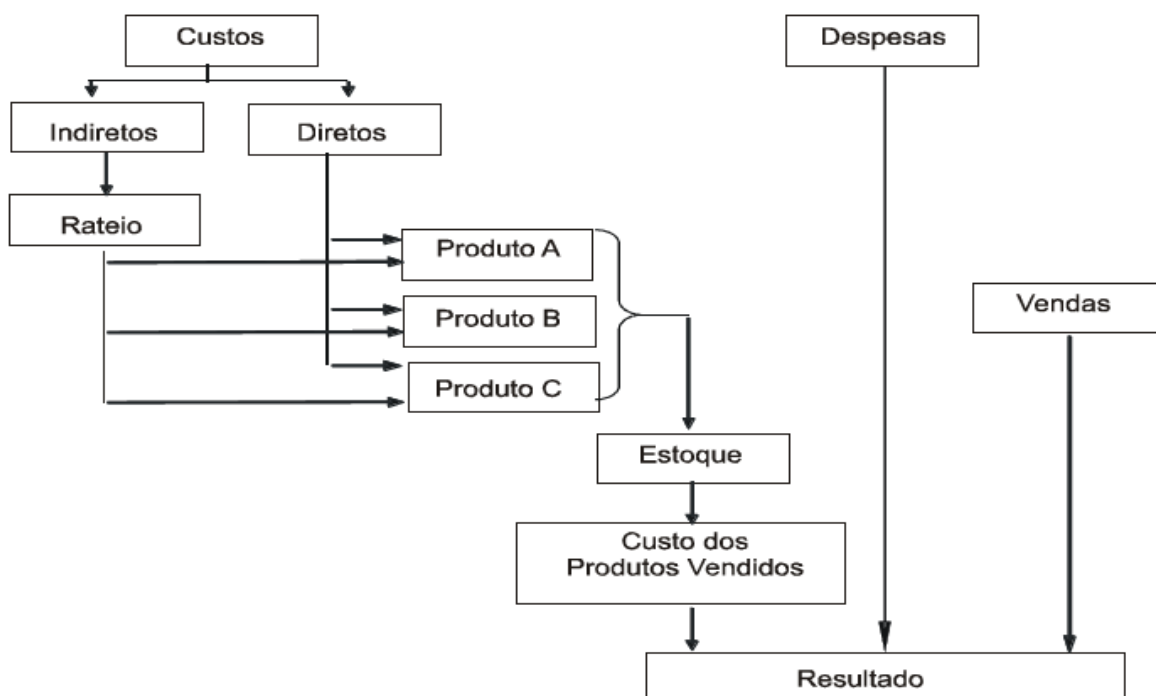 Custos
Despesas
Indiretos
Diretos
Rateio
Produto A
Produto B
Produto C
Vendas
Estoque
Custo dos
Produtos Vendidos
Resultado